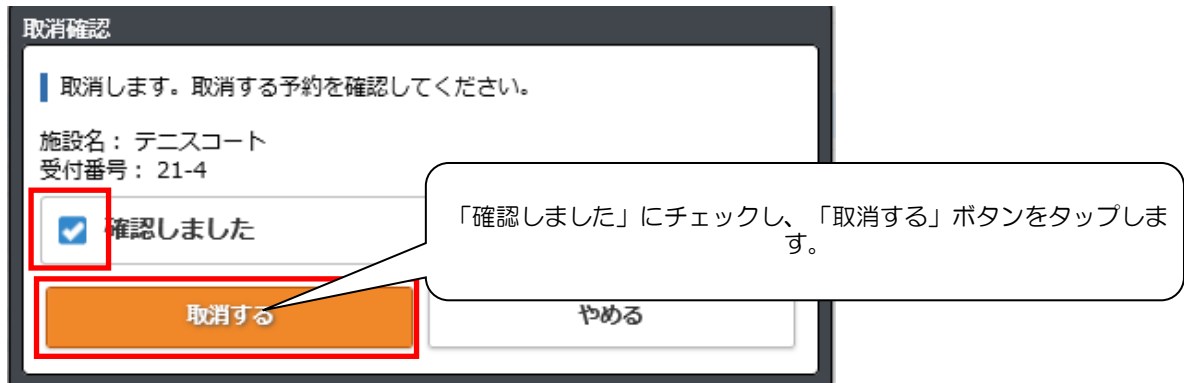 取消確認
取消します。取消する予約を確認してください。
施設名： テニスコート
受付番号： 21-4
確認しました
「確認しました」にチェックし、「取消する」ボタンをタップしま
す。
取消する
やめる